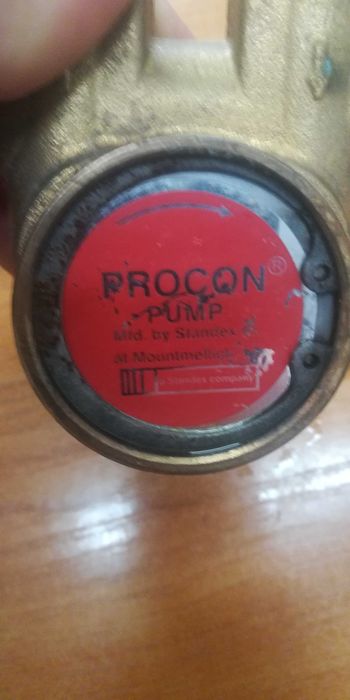 PROCON®
PUMP
Mfd. by Standex
at Mountmellick
a Standex company